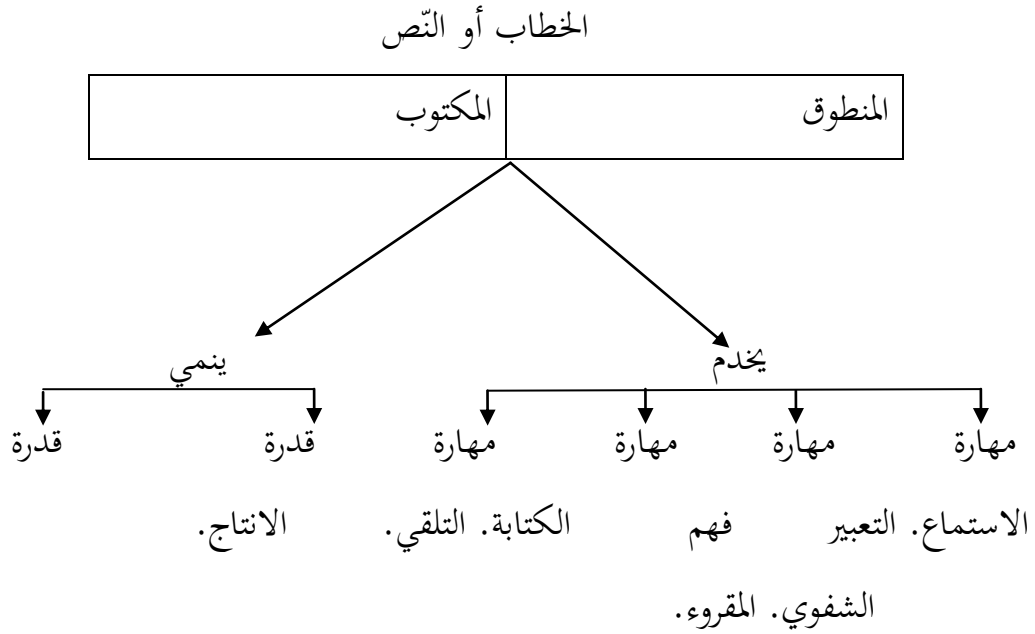 الخطاب أو النّص
المنطوق المكتوب
يخدم ينمي
مهارة مهارة مهارة مهارة قدرة قدرة
الاستماع. التعبير فهم الكتابة. التلقي. الانتاج.
الشفوي. المقروء.